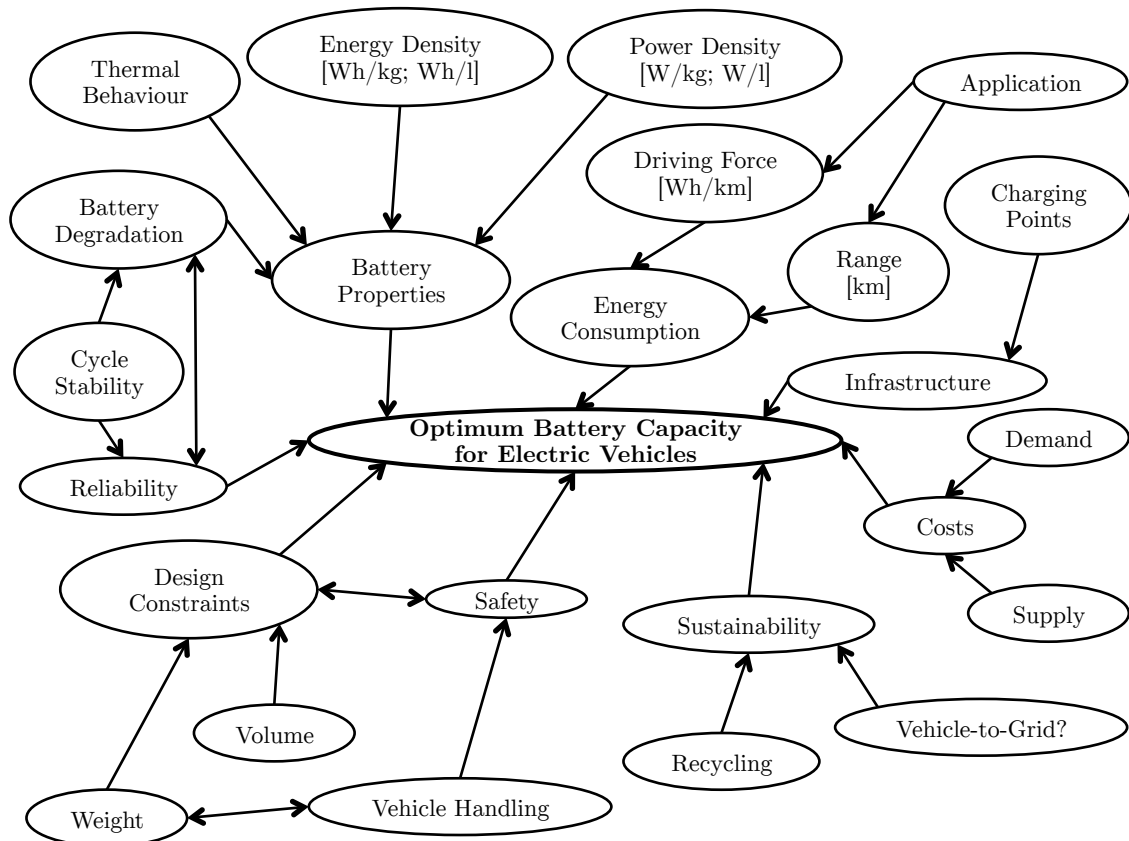 Energy Density
[Wh/kg; Wh/l]
Power Density
[W/kg; W/l]
Thermal
Behaviour
Application
Driving Force
[Wh/km]
Charging
Points
Battery
Degradation
Battery
Properties
Range
[km]
Energy
Consumption
Cycle
Stability
Infrastructure
Optimum Battery Capacity
for Electric Vehicles
Demand
Reliability
Costs
Design
Constraints
Safety
Sustainability
Supply
Volume
Vehicle-to-Grid?
Recycling
Weight
Vehicle Handling